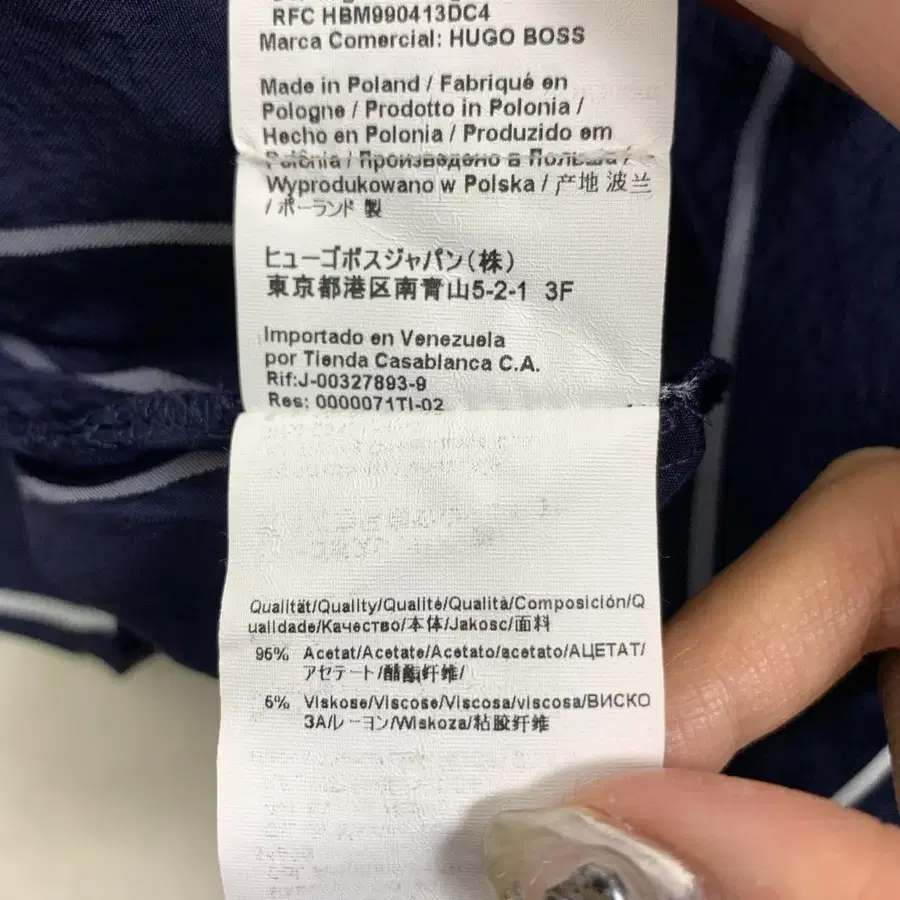 RFC HBM990413DC4
Marca Comercial: HUGO BOSS
Made in Poland / Fabriqué en
Pologne / Prodotto in Polonia /
Hecho en Polonia / Produzido em
Polônia / Произведено в Польша /
Wyprodukowano w Polska / 产地 波兰
/ ポーランド 製
ヒューゴボスジャパン(株)
東京都港区南青山5-2-1 3F
Importado en Venezuela
por Tienda Casablanca C.A.
Rif:J-00327893-9
Res: 0000071TI-02
Qualität/Quality/Qualité/Qualità/Composición/Q
ualidade/Качество/本体/Jakosc/面料
95% Acetat/Acetate/Acetato/acetato/АЦЕТАТ/
アセテート/醋酯纤维/
5% Viskose/Viscose/Viscosa/viscosa/ВИСКО
ЗА/レーヨン/Wiskoza/粘胶纤维